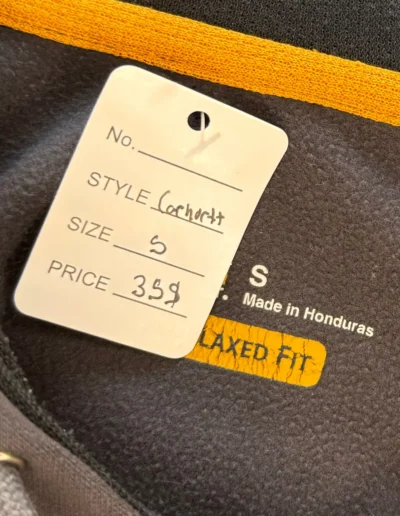 No.
STYLE Carhartt
SIZE S
PRICE 35$
S
Made in Honduras
LAXED FIT